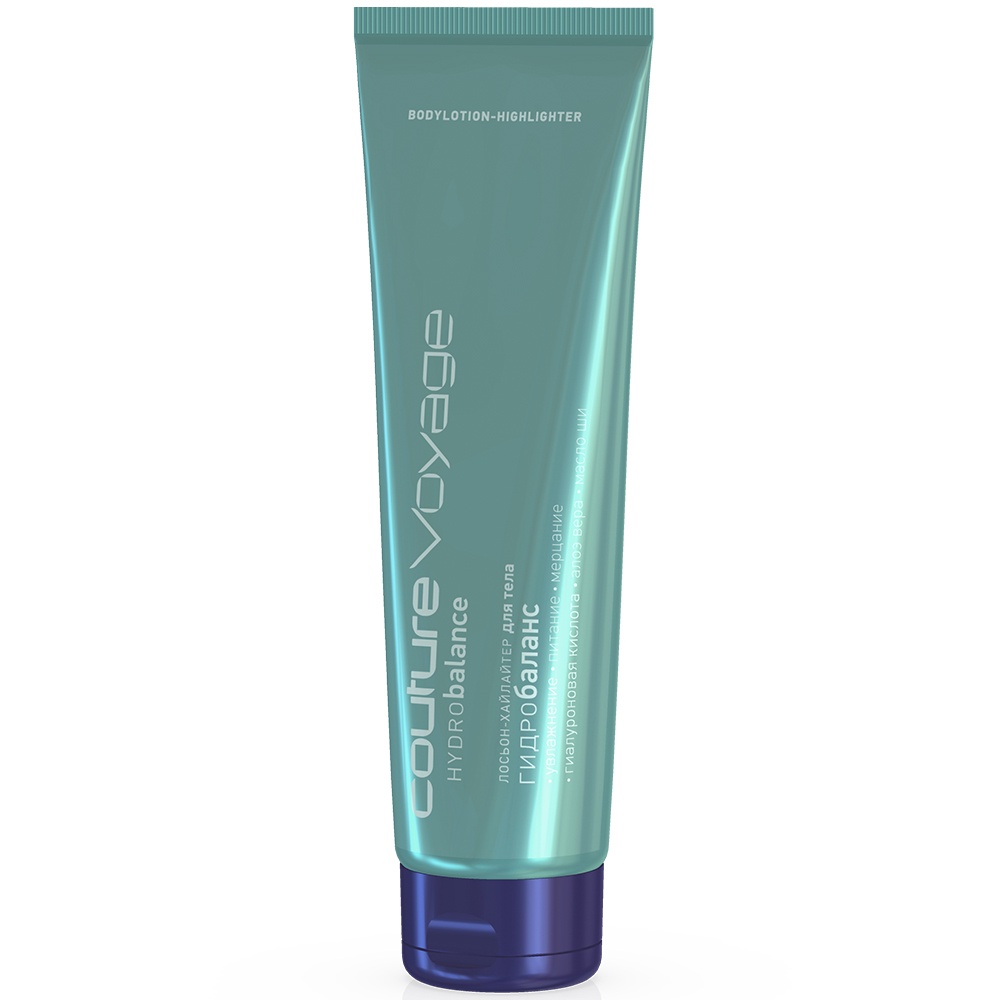 BODYLOTION-HIGHLIGHTER
couture voyage
HYDRObalance
ЛОСЬОН-ХАЙЛАЙТЕР для тела
ГИДРОбаланс
• увлажнение • питание • мерцание
• гиалуроновая кислота • алоэ вера • масло ши